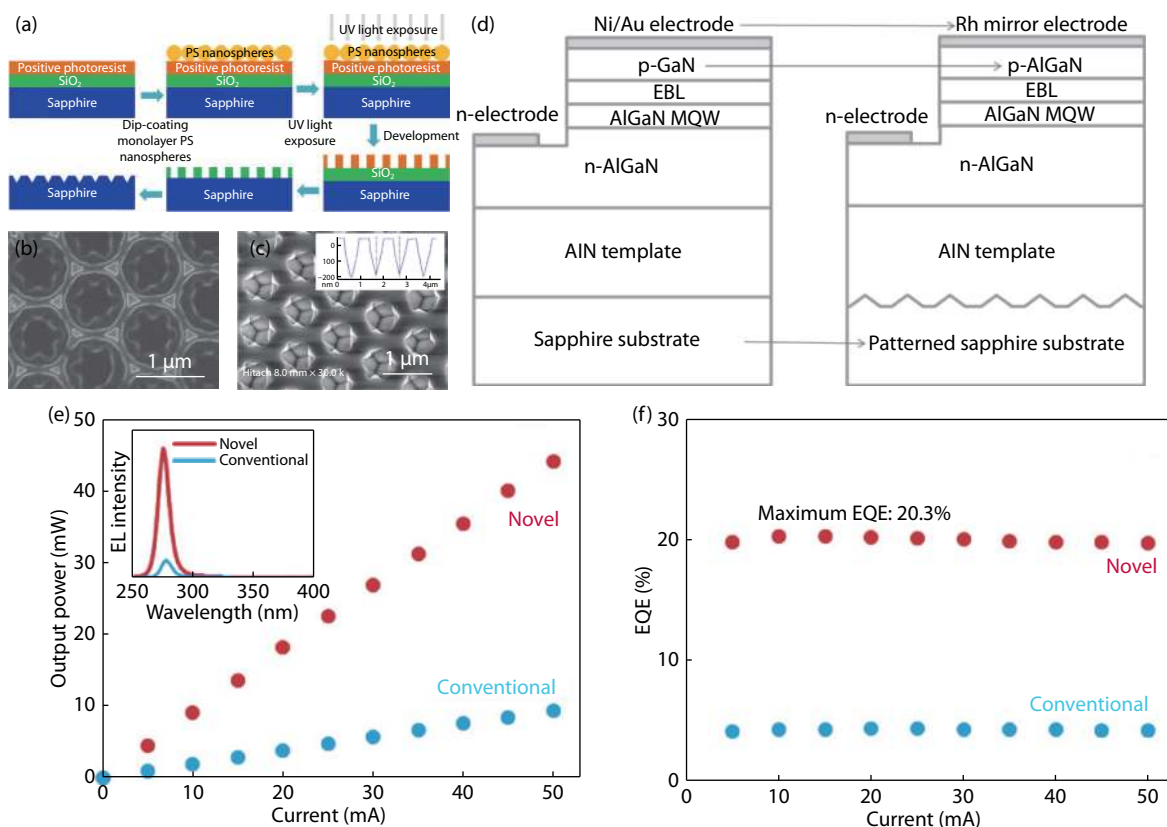 (a)
UV light exposure
PS nanospheres
PS nanospheres
Positive photoresist
Positive photoresist
Positive photoresist
SiO₂
SiO₂
SiO₂
Sapphire
Sapphire
Sapphire
Dip-coating
monolayer PS
nanospheres
UV light
exposure
Development
SiO₂
Sapphire
Sapphire
Sapphire
(b)
1 μm
(c)
0
−100
−200
nm
0
1
2
3
4μm
1 μm
Hitach 8.0 mm × 30.0 k
(d)
Ni/Au electrode
Rh mirror electrode
p-GaN
p-AlGaN
EBL
EBL
AlGaN MQW
AlGaN MQW
n-electrode
n-electrode
n-AlGaN
n-AlGaN
AlN template
AlN template
Sapphire substrate
Patterned sapphire substrate
(e)
50
40
30
20
10
0
Output power (mW)
0
10
20
30
40
50
Current (mA)
Novel
Conventional
EL intensity
Novel
Conventional
250
300
350
400
Wavelength (nm)
(f)
30
20
10
0
EQE (%)
Maximum EQE: 20.3%
Novel
Conventional
0
10
20
30
40
50
Current (mA)